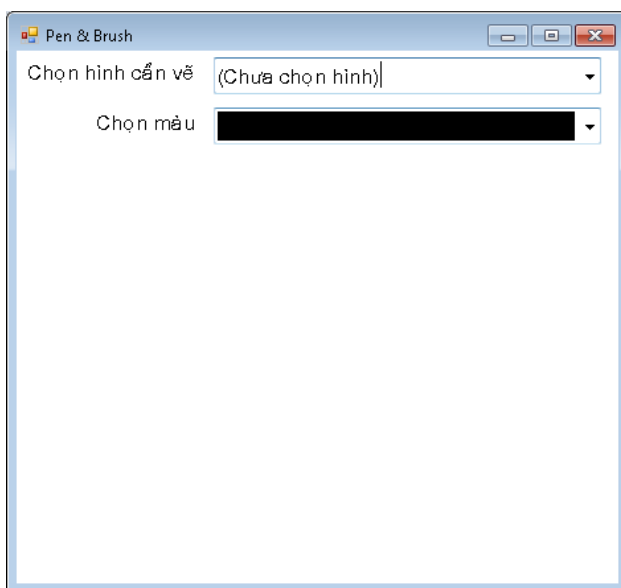 Pen & Brush
Chọn hình cần vẽ
(Chưa chọn hình)
Chọn màu